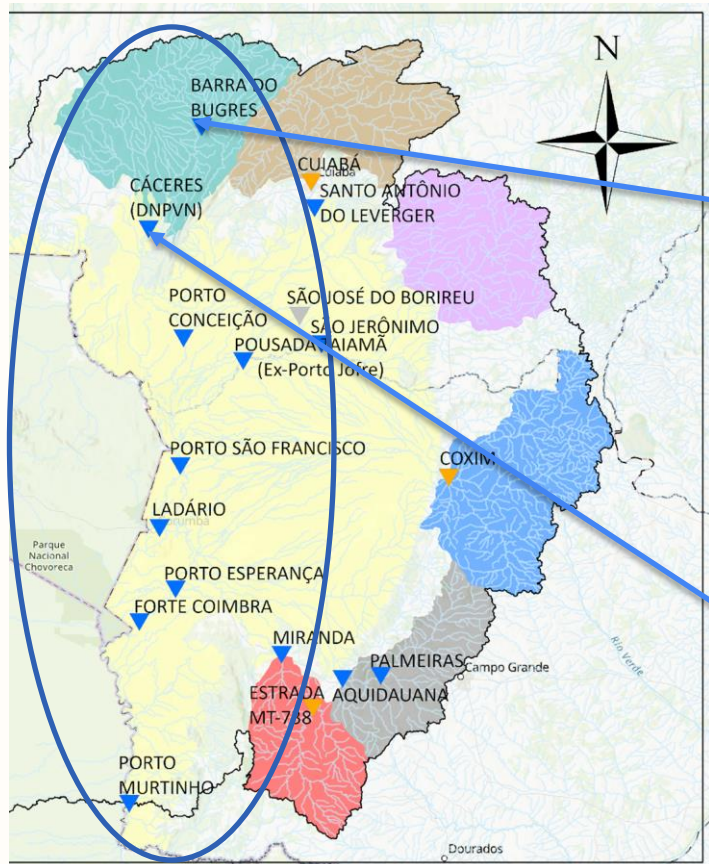 N
BARRA DO
BUGRES
CUIABÁ
CÁCERES
(DNPVN)
SANTO ANTÔNIO
DO LEVERGER
PORTO
CONCEIÇÃO
SÃO JOSÉ DO BORIREU
SÃO JERÔNIMO
POUSADA TAIAMÃ
(Ex-Porto Jofre)
PORTO SÃO FRANCISCO
COXIM
LADÁRIO
Parque
Nacional
Chovoreca
PORTO ESPERANÇA
FORTE COIMBRA
MIRANDA
Rio Verde
PALMEIRAS
Campo Grande
ESTRADA
MT-738
AQUIDAUANA
PORTO
MURTINHO
Dourados